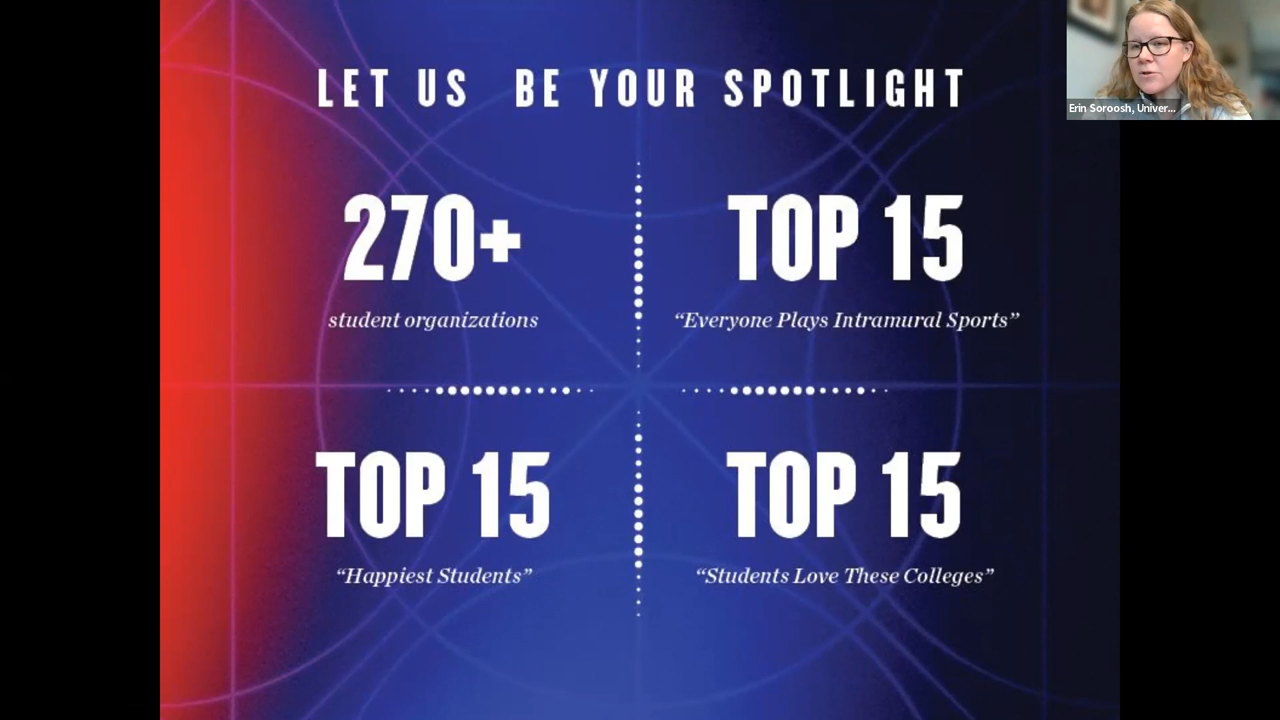 LET US BE YOUR SPOTLIGHT
270+
student organizations
TOP 15
“Everyone Plays Intramural Sports”
TOP 15
“Happiest Students”
TOP 15
“Students Love These Colleges”
Erin Soroosh, Univer...